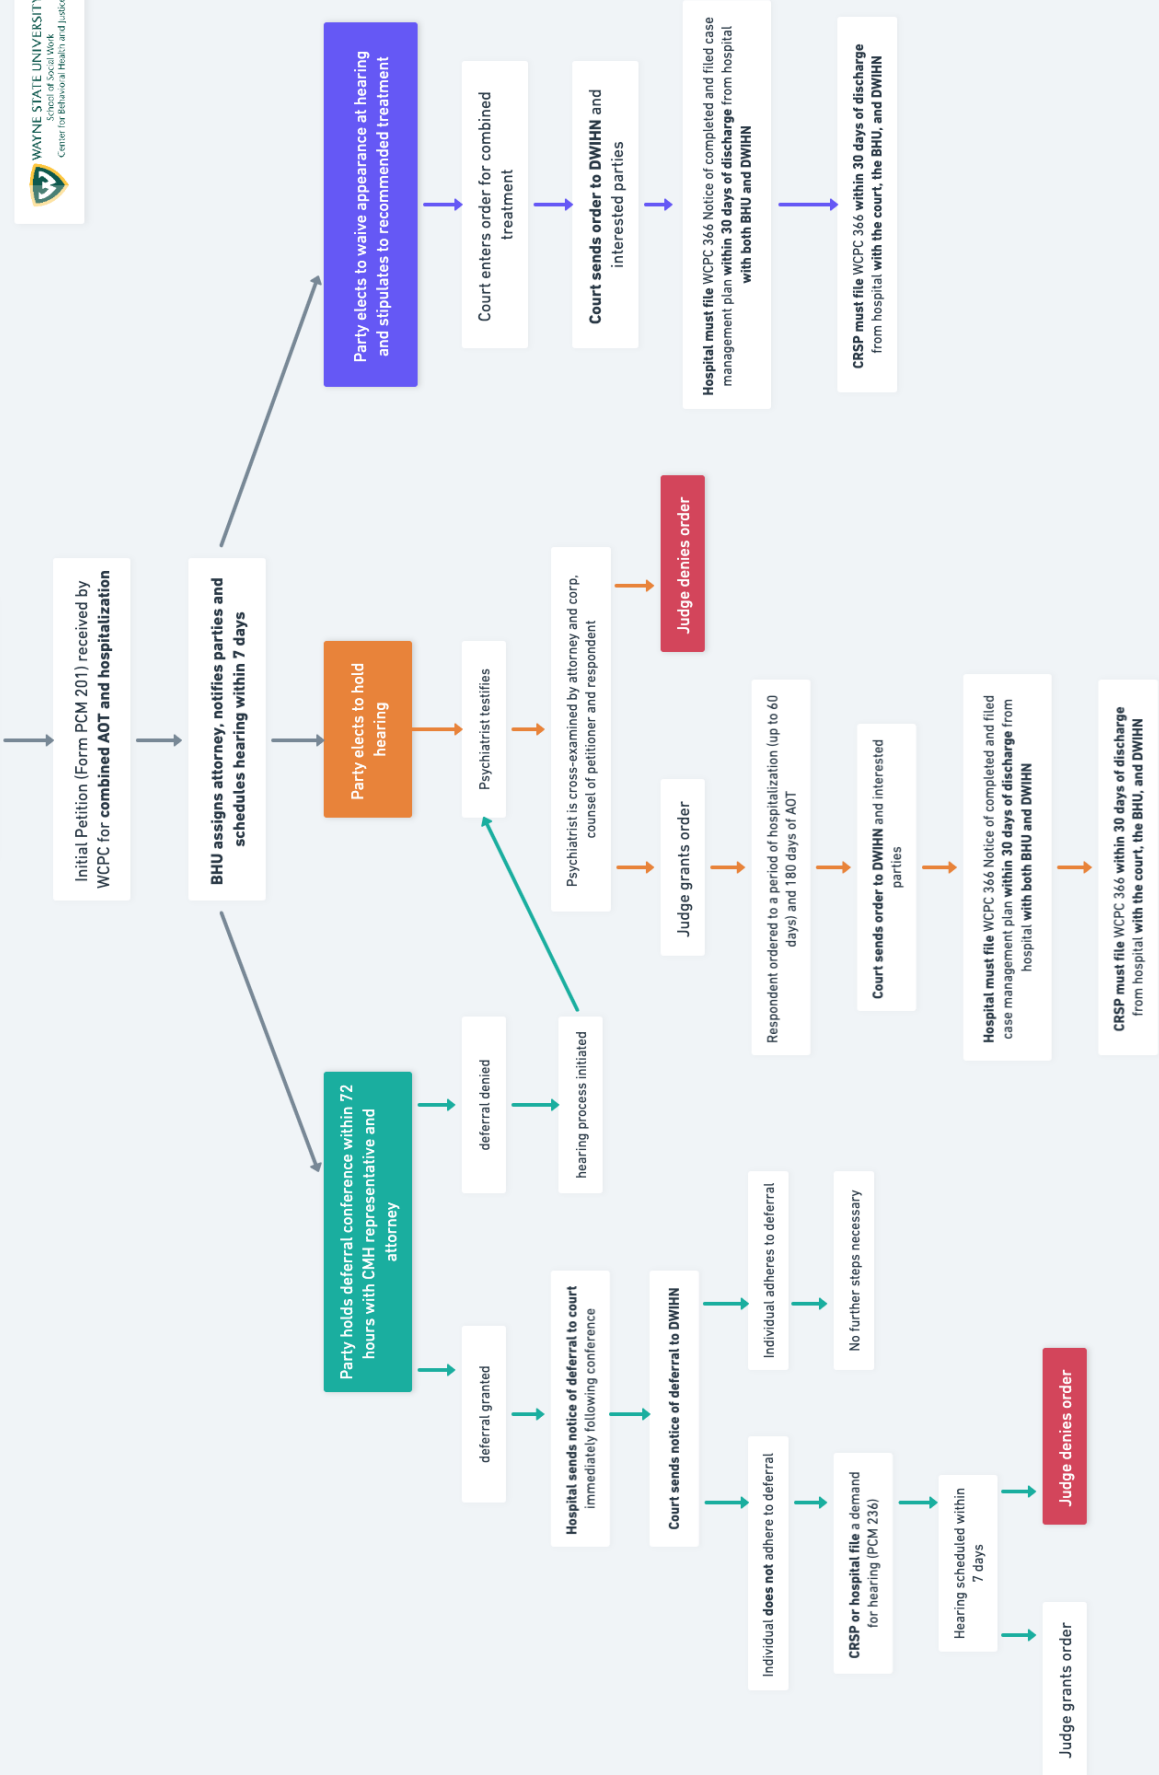 WAYNE STATE UNIVERSITY
School of Social Work
Center for Behavioral Health and Justice
Initial Petition (Form PCM 201) received by
WCPC for combined AOT and hospitalization
BHU assigns attorney, notifies parties and
schedules hearing within 7 days
Party holds deferral conference within 72
hours with CMH representative and
attorney
Party elects to hold
hearing
Party elects to waive appearance at hearing
and stipulates to recommended treatment
deferral granted
deferral denied
Psychiatrist testifies
Court enters order for combined
treatment
Hospital sends notice of deferral to court
immediately following conference
hearing process initiated
Psychiatrist is cross-examined by attorney and corp,
counsel of petitioner and respondent
Court sends order to DWIHN and
interested parties
Court sends notice of deferral to DWIHN
Judge grants order
Judge denies order
Hospital must file WCPC 366 Notice of completed and filed case
management plan within 30 days of discharge from hospital
with both BHU and DWIHN
Individual does not adhere to deferral
Individual adheres to deferral
Respondent ordered to a period of hospitalization (up to 60
days) and 180 days of AOT
CRSP or hospital file a demand
for hearing (PCM 236)
No further steps necessary
Court sends order to DWIHN and interested
parties
CRSP must file WCPC 366 within 30 days of discharge
from hospital with the court, the BHU, and DWIHN
Hearing scheduled within
7 days
Hospital must file WCPC 366 Notice of completed and filed
case management plan within 30 days of discharge from
hospital with both BHU and DWIHN
Judge grants order
Judge denies order
CRSP must file WCPC 366 within 30 days of discharge
from hospital with the court, the BHU, and DWIHN